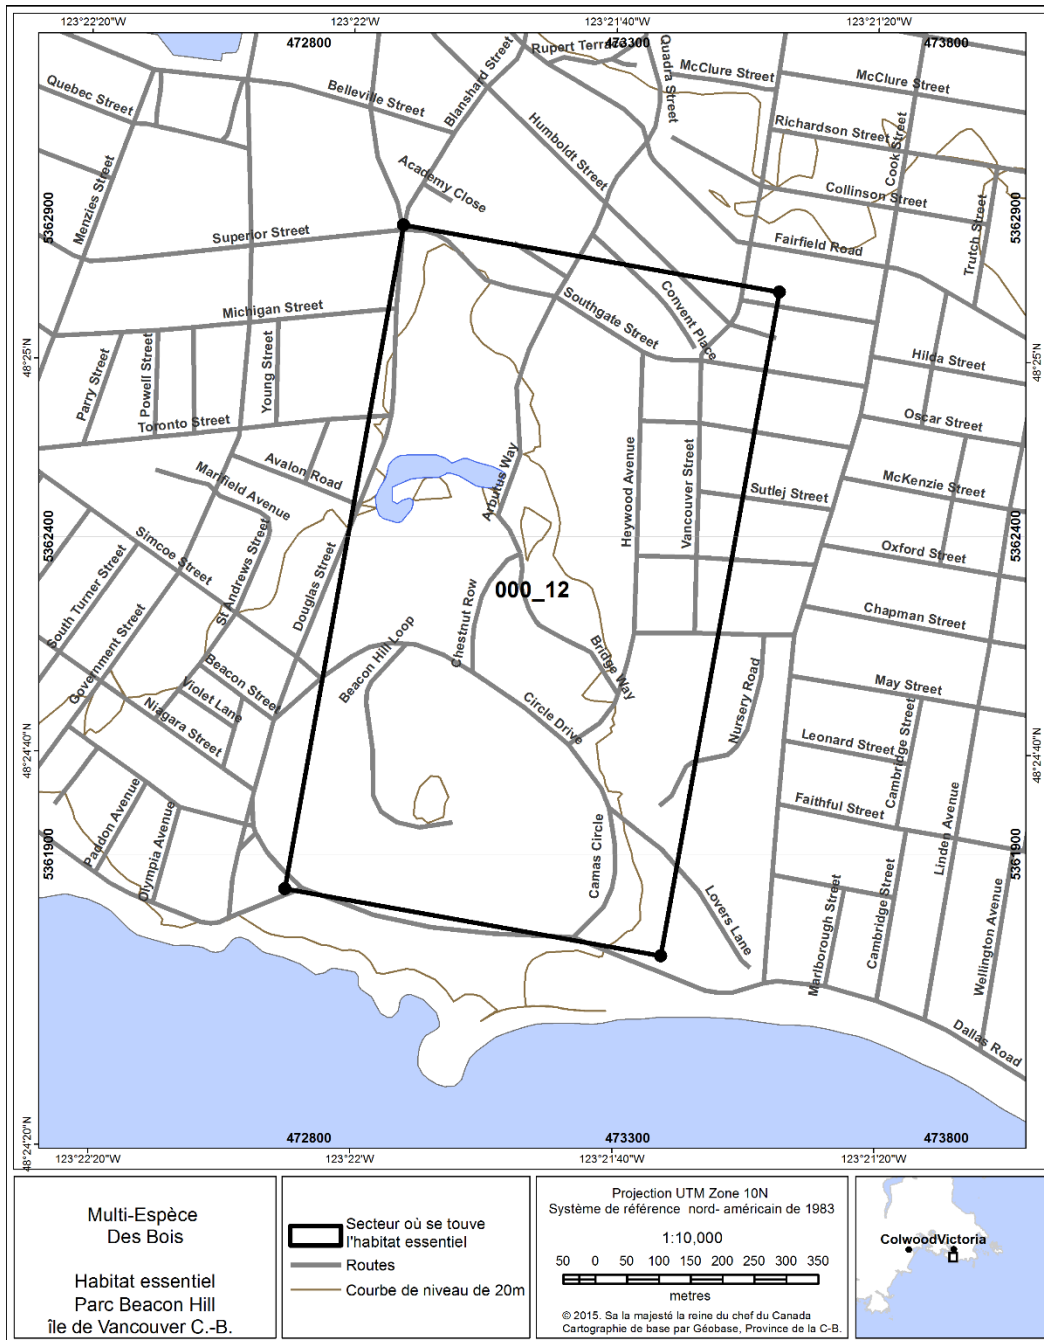 123°22'20"W 123°22'W 123°21'40"W 123°21'20"W
472800 473300 473800
Rupert Terrace
Quadra Street
McClure Street
McClure Street
Quebec Street
Belleville Street
Blanshard Street
Humboldt Street
Richardson Street
Cook Street
Academy Close
Collinson Street
Menzies Street
Trutch Street
5362900
5362900
Superior Street
Fairfield Road
Michigan Street
Convent Place
Southgate Street
48°25'N
48°25'N
Parry Street
Powell Street
Young Street
Hilda Street
Toronto Street
Oscar Street
Avalon Road
Marifield Avenue
Arbutus Way
Heywood Avenue
Vancouver Street
Sutlej Street
McKenzie Street
5362400
5362400
Simcoe Street
Oxford Street
South Turner Street
St Andrews Street
Douglas Street
000_12
Chestnut Row
Chapman Street
Government Street
Beacon Hill Loop
Bridge Way
Beacon Street
Violet Lane
Niagara Street
Circle Drive
Nursery Road
May Street
48°24'40"N
48°24'40"N
Leonard Street
Cambridge Street
Faithful Street
Paddon Avenue
Olympia Avenue
5361900
5361900
Camas Circle
Linden Avenue
Lovers Lane
Marlborough Street
Cambridge Street
Wellington Avenue
Dallas Road
48°24'20"N
48°24'20"N
472800 473300 473800
123°22'20"W 123°22'W 123°21'40"W 123°21'20"W
Multi-Espèce
Des Bois
Habitat essentiel
Parc Beacon Hill
île de Vancouver C.-B.
Secteur où se touve
l'habitat essentiel
Routes
Courbe de niveau de 20m
Projection UTM Zone 10N
Système de référence nord- américain de 1983
1:10,000
50 0 50 100 150 200 250 300 350
metres
© 2015. Sa la majesté la reine du chef du Canada
Cartographie de base par Géobase, Province de la C-B.
Colwood Victoria